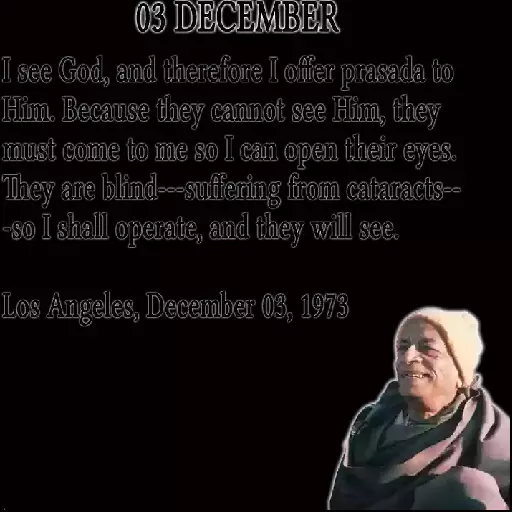 03 DECEMBER
I see God, and therefore I offer prasada to
Him. Because they cannot see Him, they
must come to me so I can open their eyes.
They are blind---suffering from cataracts--
-so I shall operate, and they will see.
Los Angeles, December 03, 1973